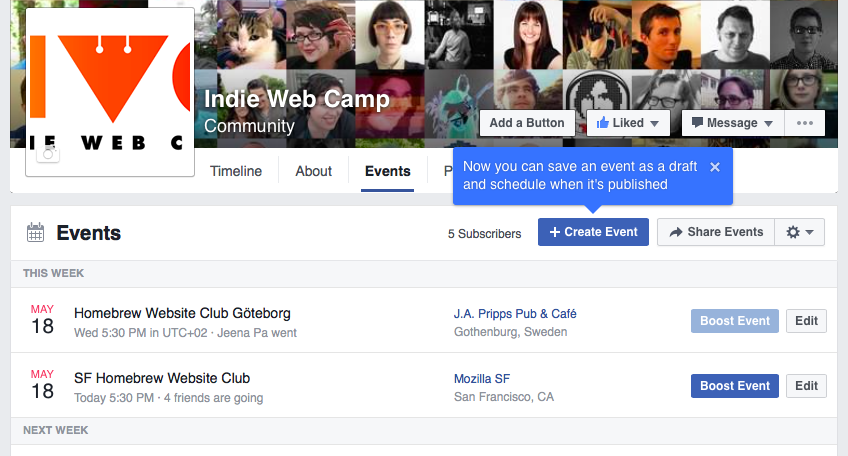 IE WEB C
Indie Web Camp
Community
Add a Button
Liked
Message
Timeline
About
Events
P
Now you can save an event as a draft
and schedule when it's published
Events
5 Subscribers
+ Create Event
Share Events
THIS WEEK
MAY
18
Homebrew Website Club Göteborg
Wed 5:30 PM in UTC+02 · Jeena Pa went
J.A. Pripps Pub & Café
Gothenburg, Sweden
Boost Event
Edit
MAY
18
SF Homebrew Website Club
Today 5:30 PM · 4 friends are going
Mozilla SF
San Francisco, CA
Boost Event
Edit
NEXT WEEK